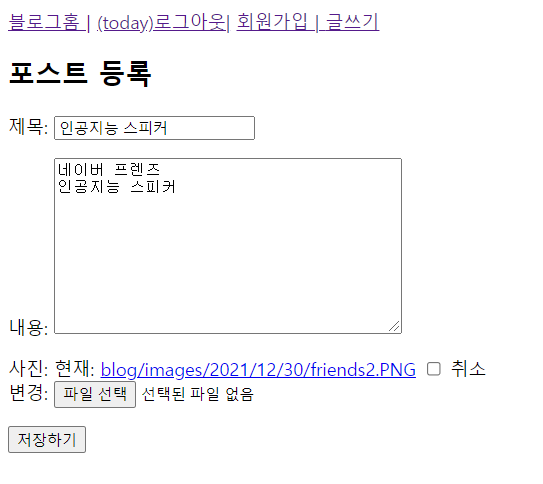 블로그홈 | (today)로그아웃| 회원가입 | 글쓰기
포스트 등록
제목: 인공지능 스피커
네이버 프렌즈
인공지능 스피커
내용:
사진: 현재: blog/images/2021/12/30/friends2.PNG 취소
변경: 파일 선택 선택된 파일 없음
저장하기